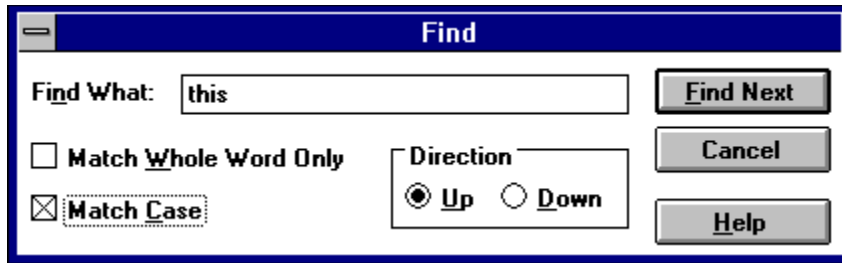 Find
Find What: this
Find Next
Match Whole Word Only
Direction
Cancel
Match Case
Up Down
Help